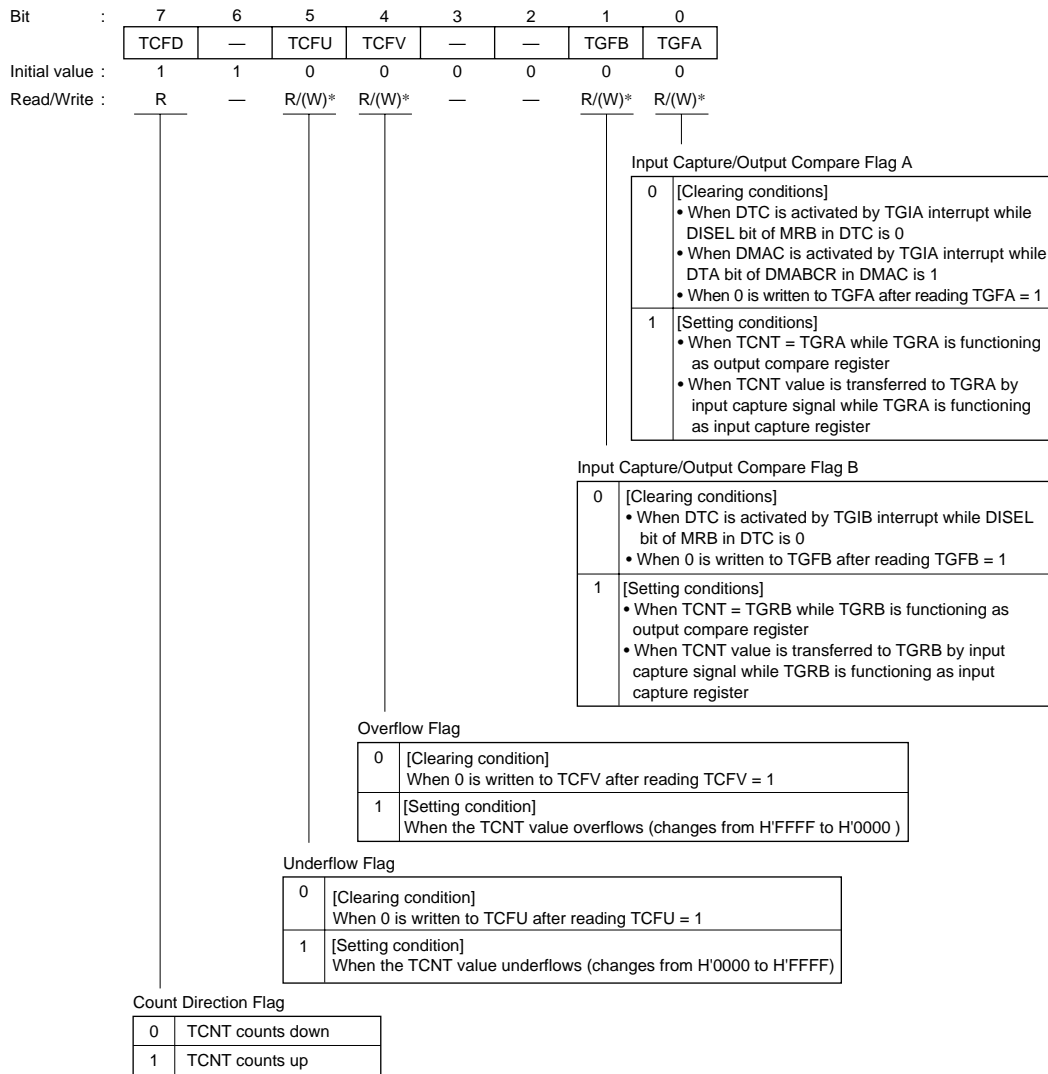 Bit : 7 6 5 4 3 2 1 0
TCFD — TCFU TCFV — — TGFB TGFA
Initial value : 1 1 0 0 0 0 0 0
Read/Write : R — R/(W)* R/(W)* — — R/(W)* R/(W)*
Input Capture/Output Compare Flag A
0 [Clearing conditions]
• When DTC is activated by TGIA interrupt while
DISEL bit of MRB in DTC is 0
• When DMAC is activated by TGIA interrupt while
DTA bit of DMABCR in DMAC is 1
• When 0 is written to TGFA after reading TGFA = 1
1 [Setting conditions]
• When TCNT = TGRA while TGRA is functioning
as output compare register
• When TCNT value is transferred to TGRA by
input capture signal while TGRA is functioning
as input capture register
Input Capture/Output Compare Flag B
0 [Clearing conditions]
• When DTC is activated by TGIB interrupt while DISEL
bit of MRB in DTC is 0
• When 0 is written to TGFB after reading TGFB = 1
1 [Setting conditions]
• When TCNT = TGRB while TGRB is functioning as
output compare register
• When TCNT value is transferred to TGRB by input
capture signal while TGRB is functioning as input
capture register
Overflow Flag
0 [Clearing condition]
When 0 is written to TCFV after reading TCFV = 1
1 [Setting condition]
When the TCNT value overflows (changes from H'FFFF to H'0000 )
Underflow Flag
0 [Clearing condition]
When 0 is written to TCFU after reading TCFU = 1
1 [Setting condition]
When the TCNT value underflows (changes from H'0000 to H'FFFF)
Count Direction Flag
0 TCNT counts down
1 TCNT counts up